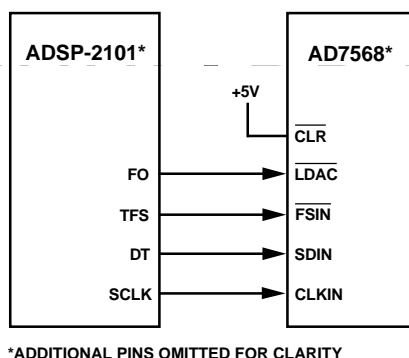 ADSP-2101*
AD7568*
+5V
CLR
FO
LDAC
TFS
FSIN
DT
SDIN
SCLK
CLKIN
*ADDITIONAL PINS OMITTED FOR CLARITY